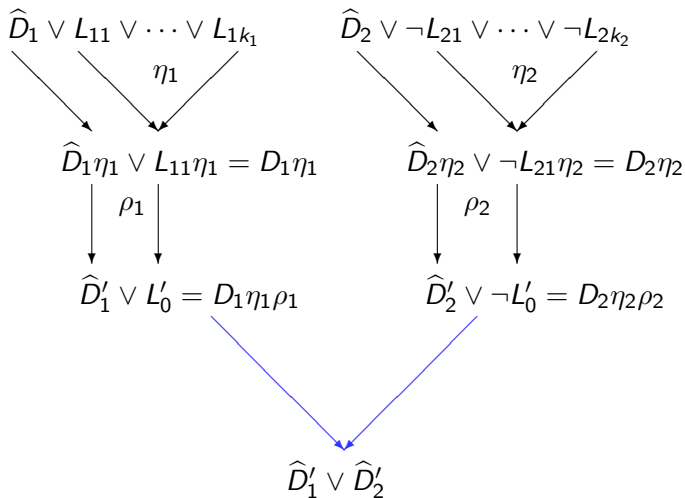 D̂₁ ∨ L₁₁ ∨ ⋯ ∨ L₁ₖ₁ D̂₂ ∨ ¬L₂₁ ∨ ⋯ ∨ ¬L₂ₖ₂
η₁ η₂
D̂₁η₁ ∨ L₁₁η₁ = D₁η₁ D̂₂η₂ ∨ ¬L₂₁η₂ = D₂η₂
ρ₁ ρ₂
D̂′₁ ∨ L′₀ = D₁η₁ρ₁ D̂′₂ ∨ ¬L′₀ = D₂η₂ρ₂
D̂′₁ ∨ D̂′₂